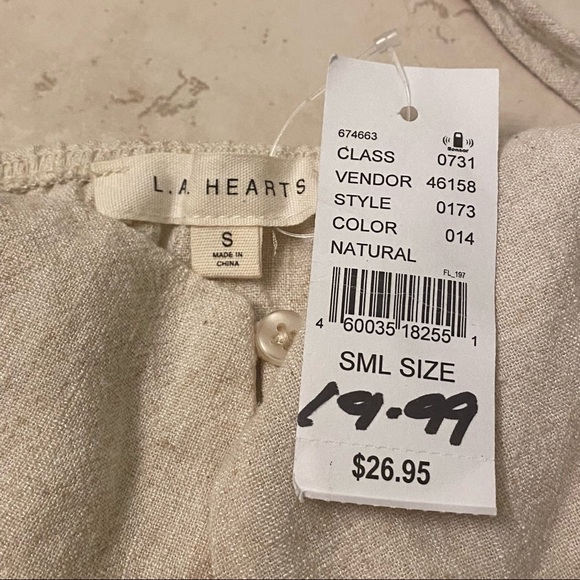 L.A. HEARTS
S
MADE IN
CHINA
674663
Sensor
CLASS 0731
VENDOR 46158
STYLE 0173
COLOR 014
NATURAL
FL_197
4 60035 18255 1
SML SIZE
19.99
$26.95